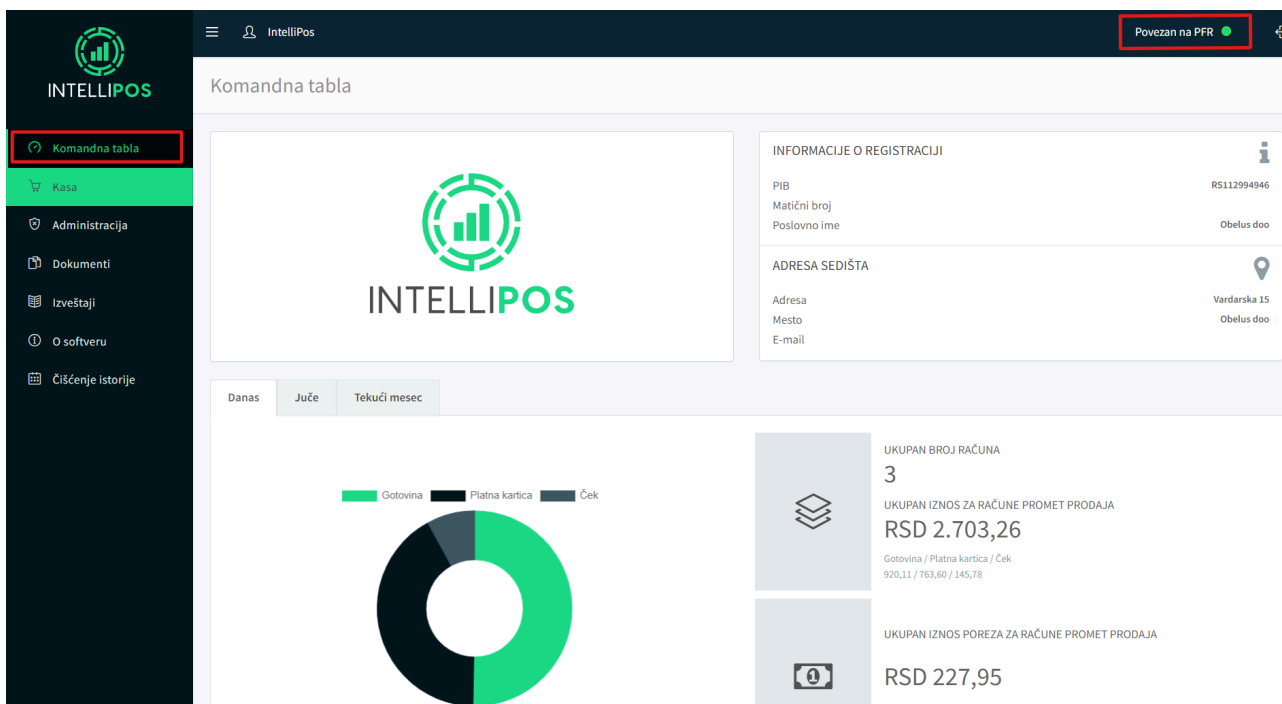 INTELLIPOS
IntelliPos
Povezan na PFR
Komandna tabla
Komandna tabla
Kasa
Administracija
Dokumenti
Izveštaji
O softveru
Čišćenje istorije
INTELLIPOS
INFORMACIJE O REGISTRACIJI
PIB RS112994946
Matični broj
Poslovno ime Obelus doo
ADRESA SEDIŠTA
Adresa Vardarska 15
Mesto Obelus doo
E-mail
Danas Juče Tekući mesec
Gotovina Platna kartica Ček
UKUPAN BROJ RAČUNA
3
UKUPAN IZNOS ZA RAČUNE PROMET PRODAJA
RSD 2.703,26
Gotovina / Platna kartica / Ček
920,11 / 763,60 / 145,78
UKUPAN IZNOS POREZA ZA RAČUNE PROMET PRODAJA
RSD 227,95